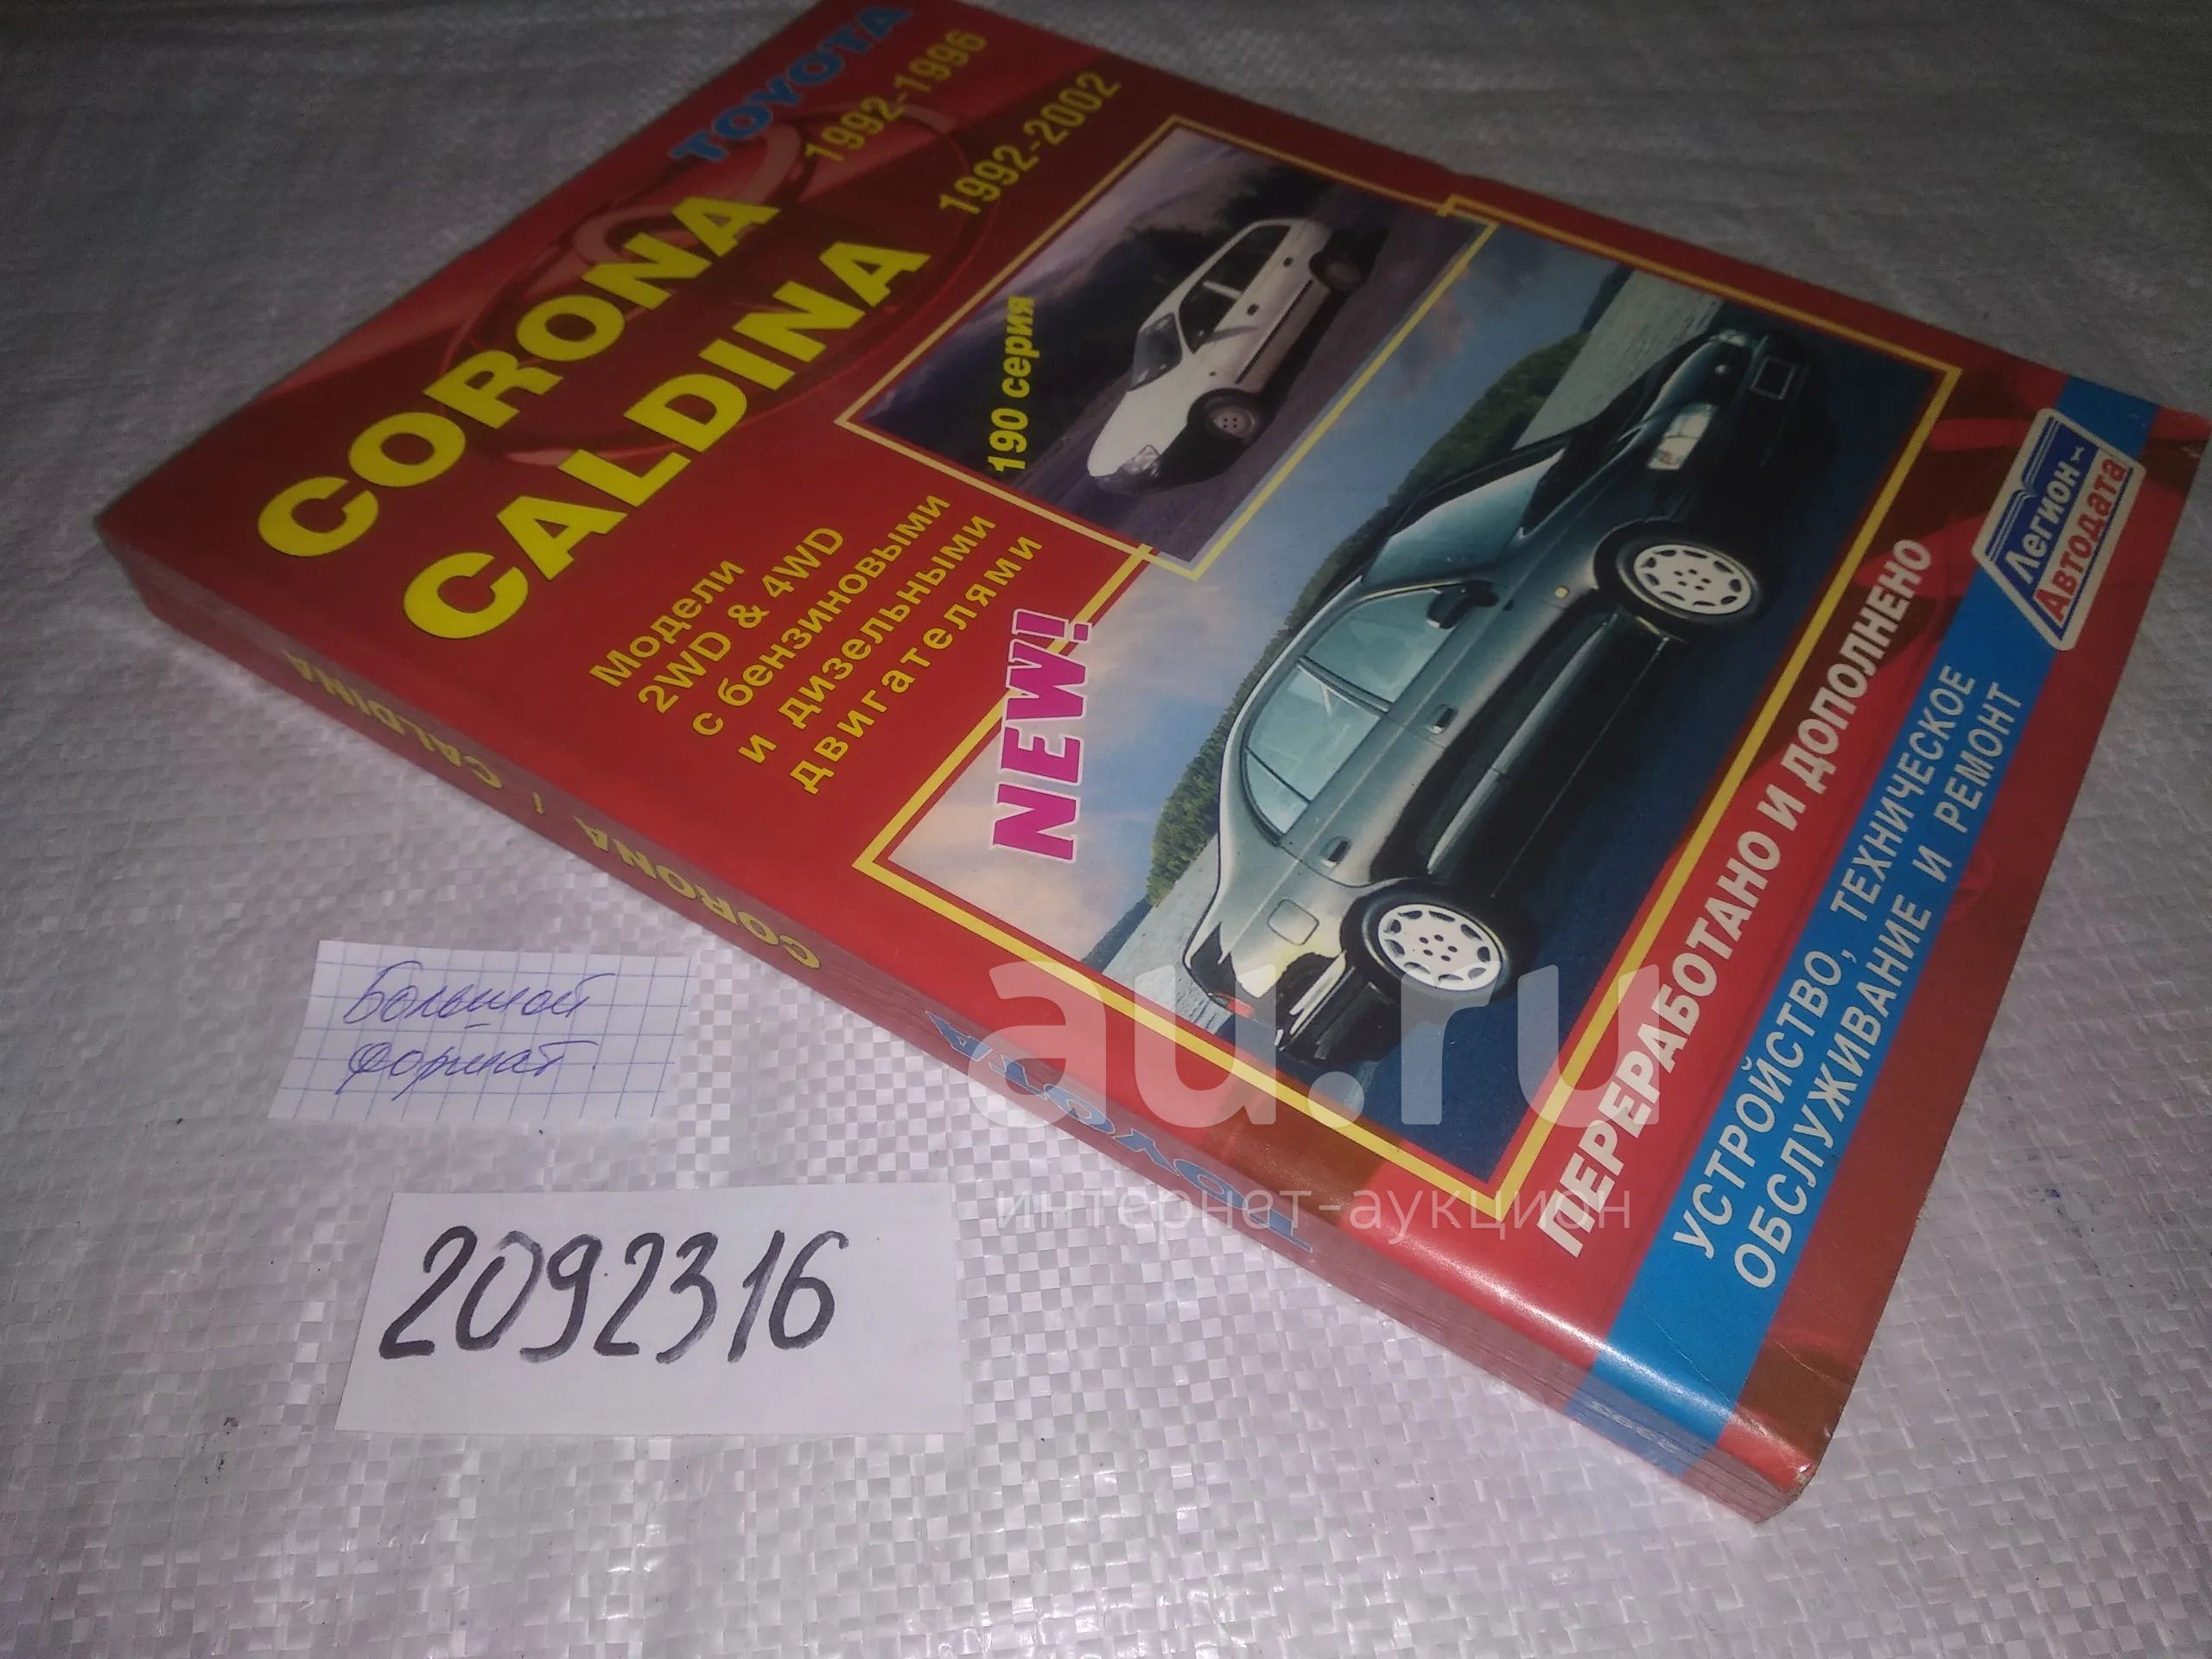 TOYOTA
CORONA 1992-1996
CALDINA 1992-2002
Модели
2WD & 4WD
с бензиновыми
и дизельными
двигателями
190 серия
NEW!
ПЕРЕРАБОТАНО И ДОПОЛНЕНО
УСТРОЙСТВО, ТЕХНИЧЕСКОЕ
ОБСЛУЖИВАНИЕ И РЕМОНТ
Легион-
Автодата
TOYOTA CORONA / CALDINA
Большой
формат
2092316
au.ru
интернет-аукцион